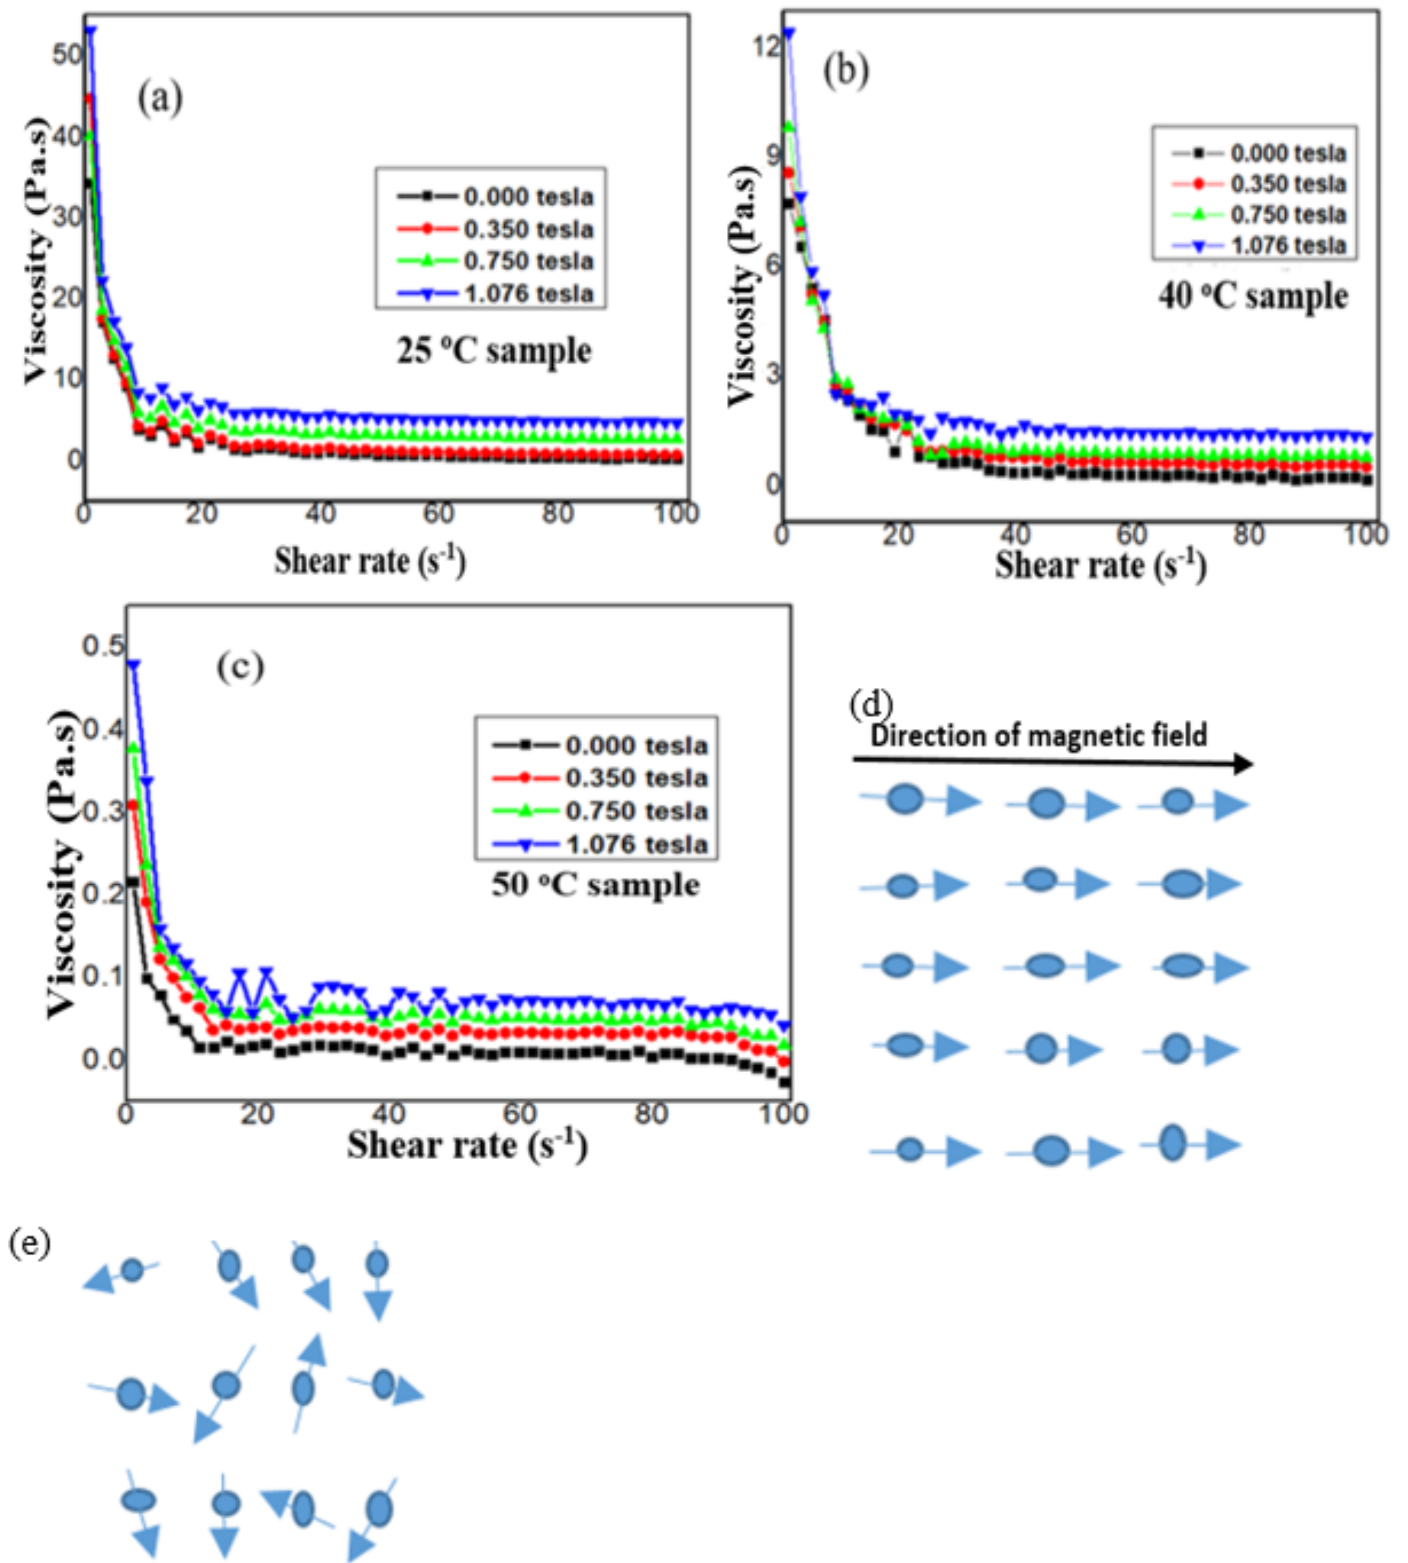 (a)
50
40
30
20
10
0
Viscosity (Pa.s)
0.000 tesla
0.350 tesla
0.750 tesla
1.076 tesla
25 ⁰C sample
0 20 40 60 80 100
Shear rate (s⁻¹)
(b)
12
9
6
3
0
Viscosity (Pa.s)
0.000 tesla
0.350 tesla
0.750 tesla
1.076 tesla
40 ⁰C sample
0 20 40 60 80 100
Shear rate (s⁻¹)
(c)
0.5
0.4
0.3
0.2
0.1
0.0
Viscosity (Pa.s)
0.000 tesla
0.350 tesla
0.750 tesla
1.076 tesla
50 ⁰C sample
0 20 40 60 80 100
Shear rate (s⁻¹)
(d)
Direction of magnetic field
(e)